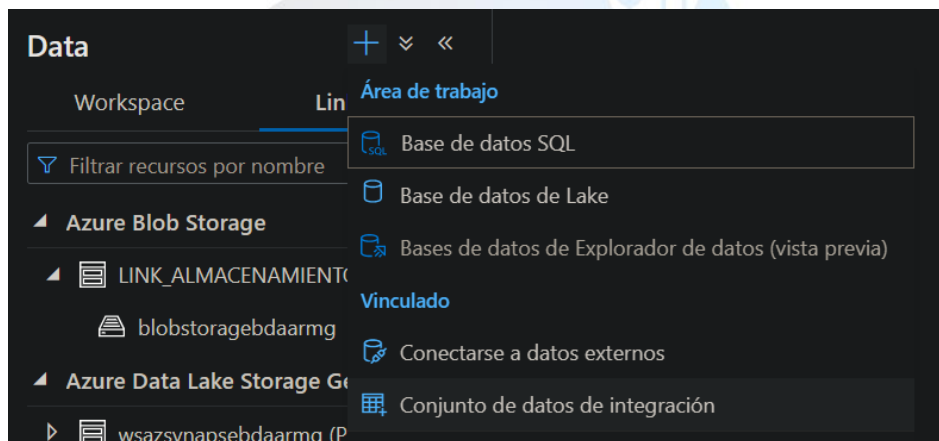 Data
Workspace
Lin
Filtrar recursos por nombre
Azure Blob Storage
LINK_ALMACENAMIENTO
blobstoragebdaarmg
Azure Data Lake Storage Ge
wsazsynapsebdaarmg (P
Área de trabajo
SQL
Base de datos SQL
Base de datos de Lake
Bases de datos de Explorador de datos (vista previa)
Vinculado
Conectarse a datos externos
Conjunto de datos de integración